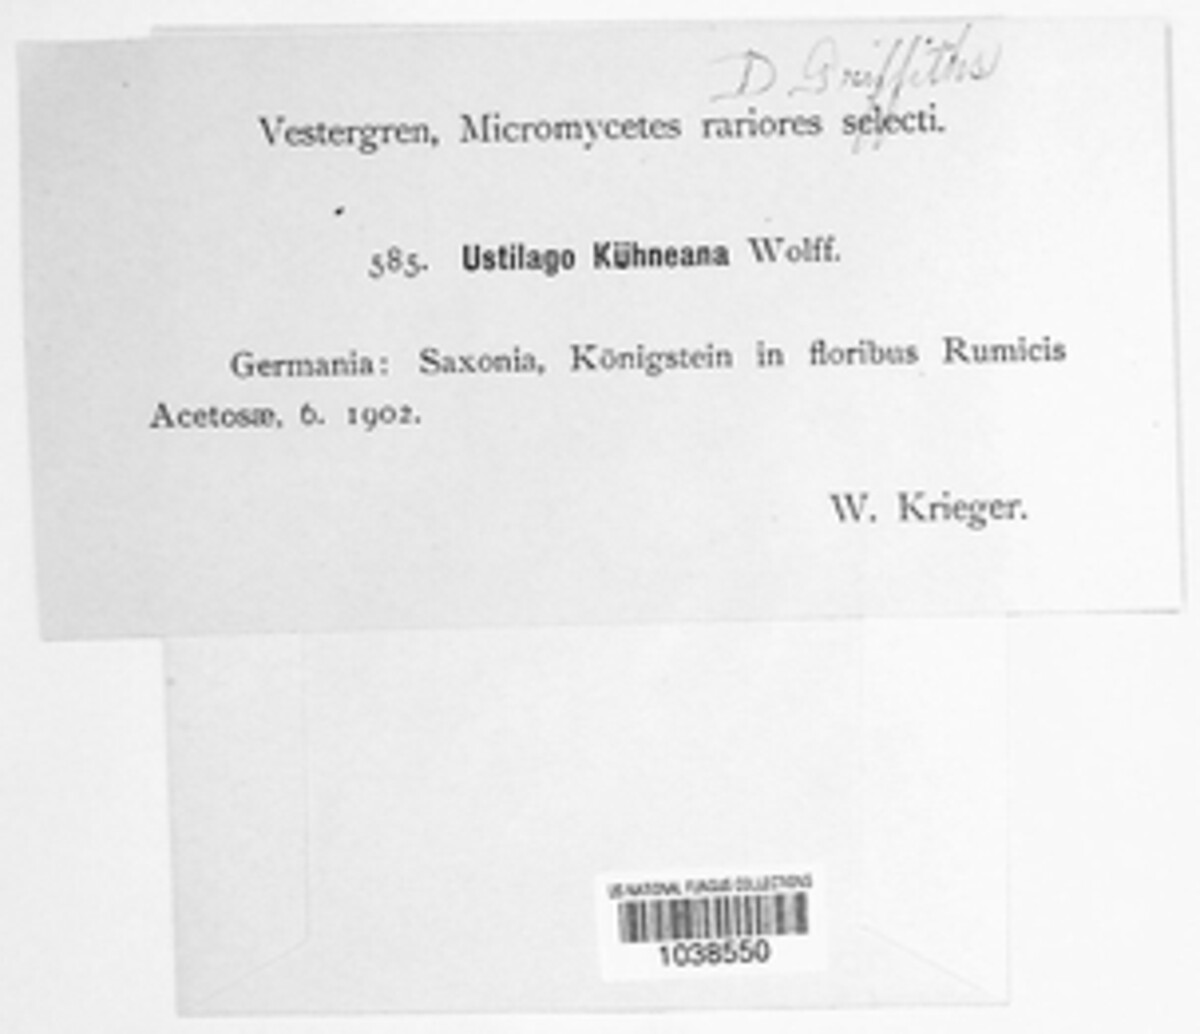 D Griffiths
Vestergren, Micromycetes rariores selecti.
585. Ustilago Kühneana Wolff.
Germania: Saxonia, Königstein in floribus Rumicis
Acetosæ, 6. 1902.
W. Krieger.
US NATIONAL FUNGUS COLLECTIONS
1038550